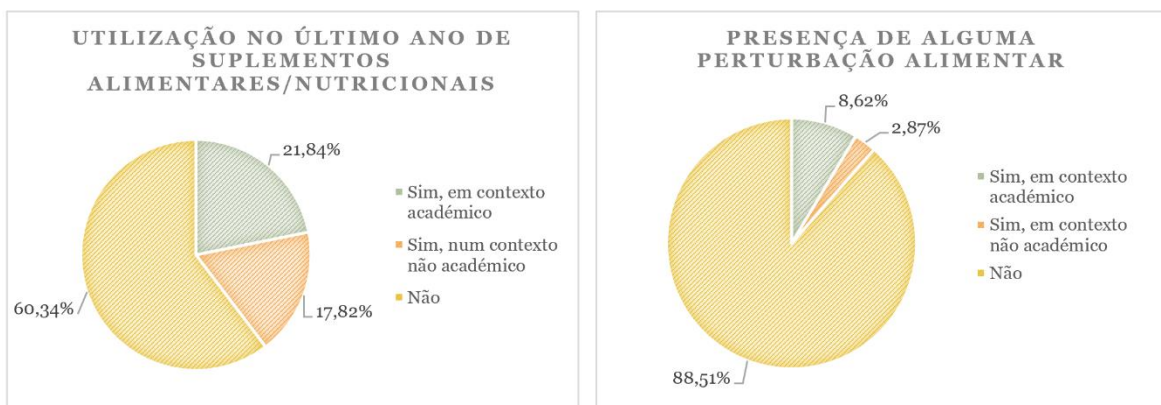 UTILIZAÇÃO NO ÚLTIMO ANO DE
SUPLEMENTOS
ALIMENTARES/NUTRICIONAIS
21,84%
17,82%
60,34%
Sim, em contexto
académico
Sim, num contexto
não académico
Não
PRESENÇA DE ALGUMA
PERTURBAÇÃO ALIMENTAR
8,62%
2,87%
88,51%
Sim, em contexto
académico
Sim, em contexto
não académico
Não